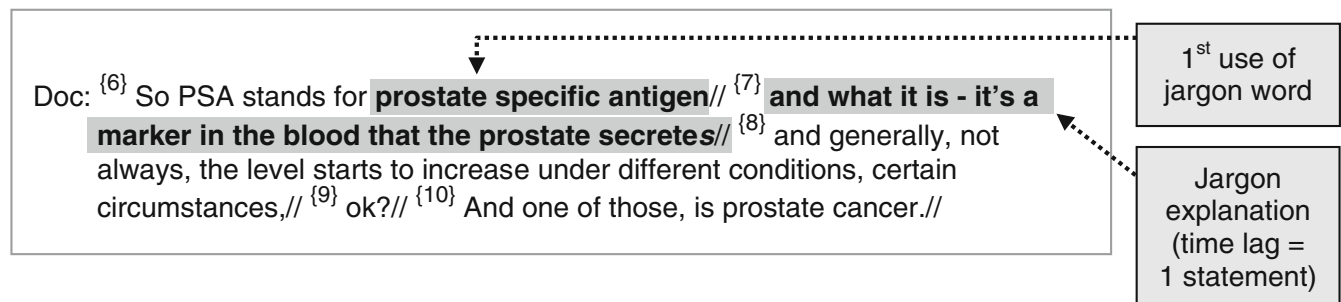 Doc: {6} So PSA stands for prostate specific antigen// {7} and what it is - it's a
marker in the blood that the prostate secretes// {8} and generally, not
always, the level starts to increase under different conditions, certain
circumstances,// {9} ok?// {10} And one of those, is prostate cancer.//
1st use of
jargon word
Jargon
explanation
(time lag =
1 statement)